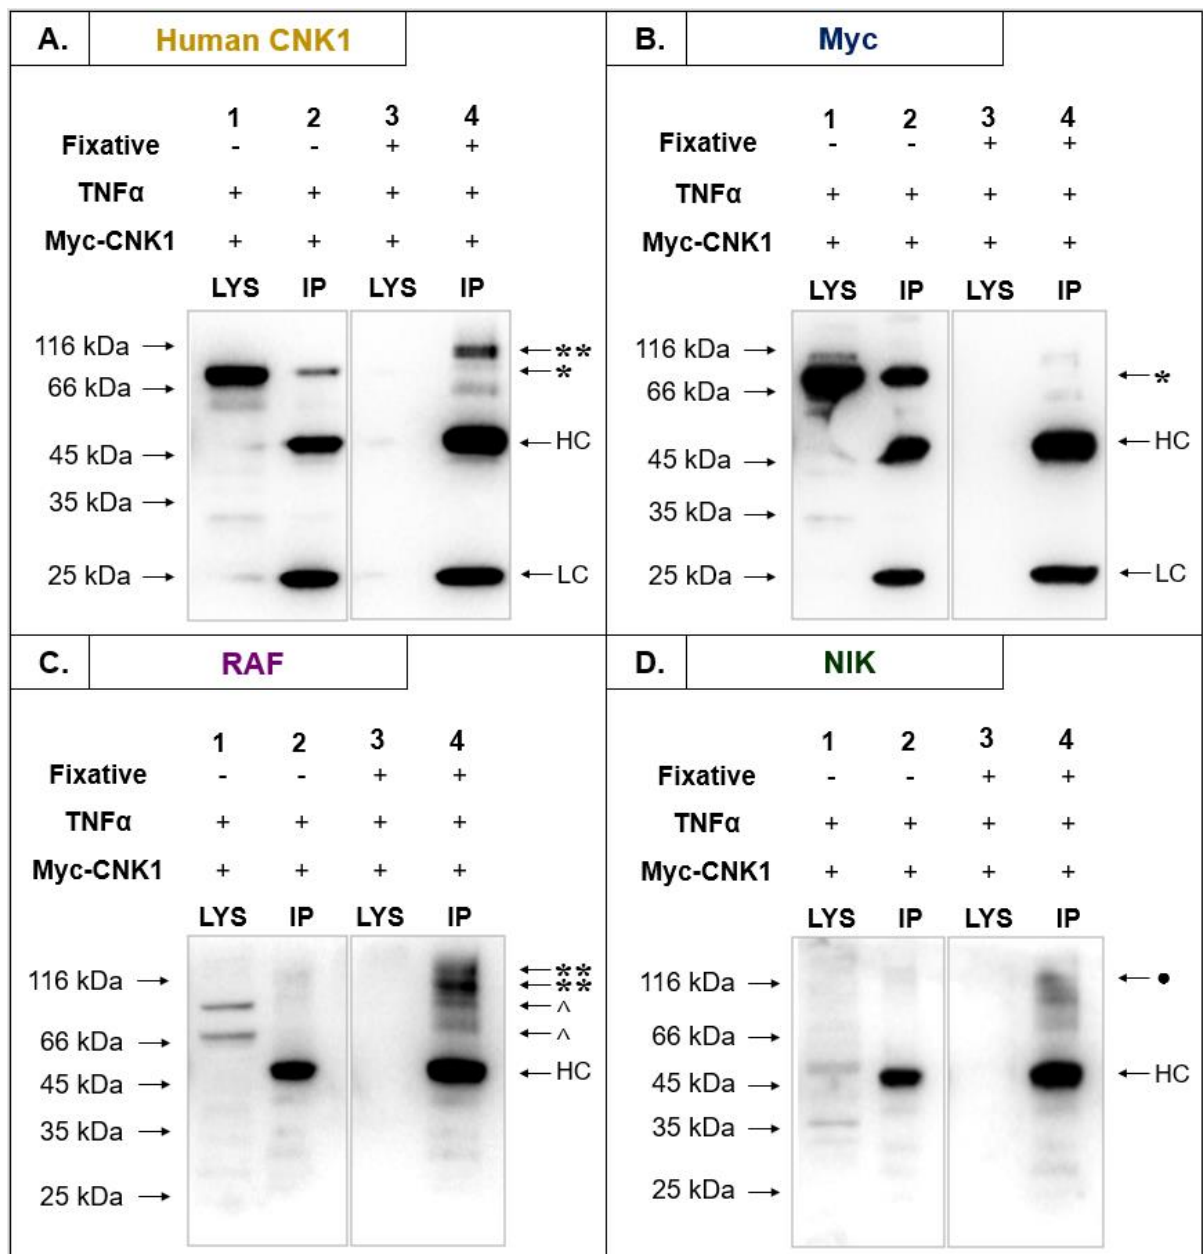 A. Human CNK1
1 2 3 4
Fixative - - + +
TNFα + + + +
Myc-CNK1 + + + +
LYS IP LYS IP
116 kDa → ←**
←*
66 kDa →
←HC
45 kDa →
35 kDa →
25 kDa → ←LC
B. Myc
1 2 3 4
Fixative - - + +
TNFα + + + +
Myc-CNK1 + + + +
LYS IP LYS IP
116 kDa →
←*
66 kDa →
←HC
45 kDa →
35 kDa →
25 kDa → ←LC
C. RAF
1 2 3 4
Fixative - - + +
TNFα + + + +
Myc-CNK1 + + + +
LYS IP LYS IP
←**
116 kDa → ←**
←^
66 kDa → ←^
←HC
45 kDa →
35 kDa →
25 kDa →
D. NIK
1 2 3 4
Fixative - - + +
TNFα + + + +
Myc-CNK1 + + + +
LYS IP LYS IP
116 kDa → ←•
66 kDa →
←HC
45 kDa →
35 kDa →
25 kDa →